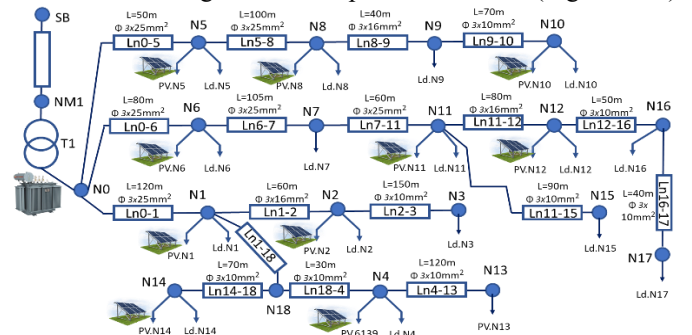 SB
NM1
T1
N0
L=50m
Φ 3x25mm²
Ln0-5
N5
L=100m
Φ 3x25mm²
Ln5-8
N8
L=40m
Φ 3x16mm²
Ln8-9
N9
L=70m
Φ 3x10mm²
Ln9-10
N10
PV.N5
Ld.N5
PV.N8
Ld.N8
Ld.N9
PV.N10
Ld.N10
L=80m
Φ 3x25mm²
Ln0-6
N6
L=105m
Φ 3x25mm²
Ln6-7
N7
L=60m
Φ 3x25mm²
Ln7-11
N11
L=80m
Φ 3x16mm²
Ln11-12
N12
L=50m
Φ 3x10mm²
Ln12-16
N16
PV.N6
Ld.N6
Ld.N7
PV.N11
Ld.N11
PV.N12
Ld.N12
Ld.N16
L=120m
Φ 3x25mm²
Ln0-1
N1
L=60m
Φ 3x16mm²
Ln1-2
N2
L=150m
Φ 3x10mm²
Ln2-3
N3
L=90m
Φ 3x10mm²
Ln11-15
N15
L=40m
Φ 3x
10mm²
Ln16-17
N17
PV.N1
Ld.N1
Ln1-18
PV.N2
Ld.N2
Ld.N3
Ld.N15
Ld.N17
N14
L=70m
Φ 3x10mm²
Ln14-18
N18
L=30m
Φ 3x10mm²
Ln18-4
N4
L=120m
Φ 3x10mm²
Ln4-13
N13
PV.N14
Ld.N14
PV.6139
Ld.N4
PV.N13